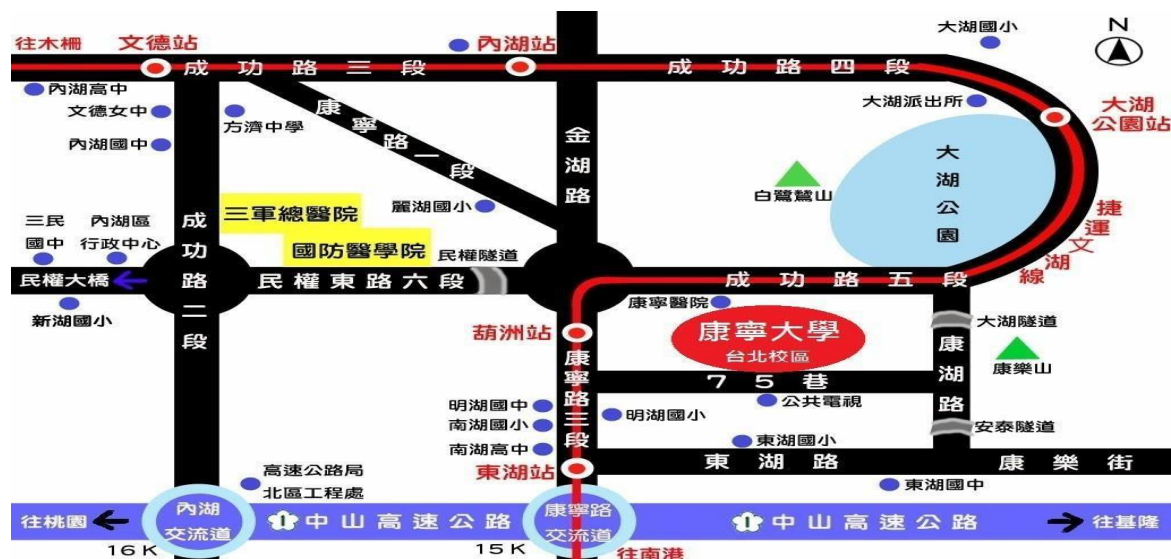 大湖國小
N
往木柵
文德站
內湖站
成功路三段
成功路四段
內湖高中
文德女中
內湖國中
方濟中學
康寧路一段
金湖路
大湖派出所
大湖
公園站
大湖公園
白鷺鷥山
三軍總醫院
國防醫學院
麗湖國小
三民
國中
內湖區
行政中心
成功路二段
民權隧道
捷運文湖線
民權大橋
民權東路六段
成功路五段
新湖國小
康寧醫院
葫洲站
康寧大學
台北校區
大湖隧道
康樂山
康湖路
75巷
康寧路三段
明湖國中
南湖國小
南湖高中
明湖國小
公共電視
東湖國小
安泰隧道
東湖站
東湖路
康樂街
高速公路局
北區工程處
東湖國中
往桃園
內湖
交流道
1
中山高速公路
康寧路
交流道
1
中山高速公路
往基隆
16K
15K
往南港